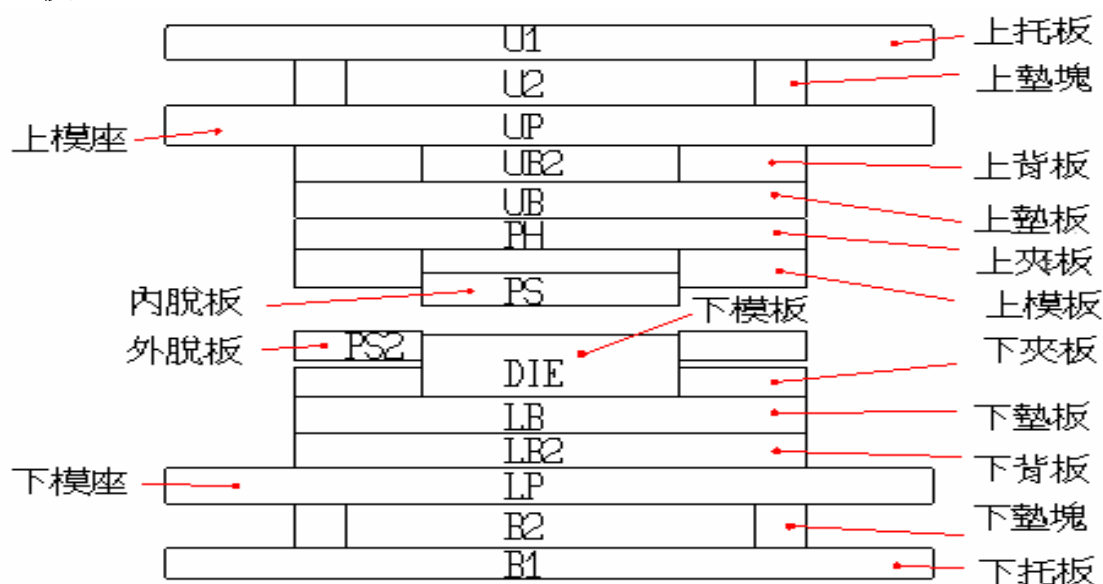 U1
上托板
U2
上墊塊
UP
上模座
UB2
上背板
UB
上墊板
PH
上夾板
PS
內脫板
上模板
下模板
PS2
外脫板
下夾板
DIE
LB
下墊板
LB2
下背板
LP
下模座
B2
下墊塊
B1
下托板